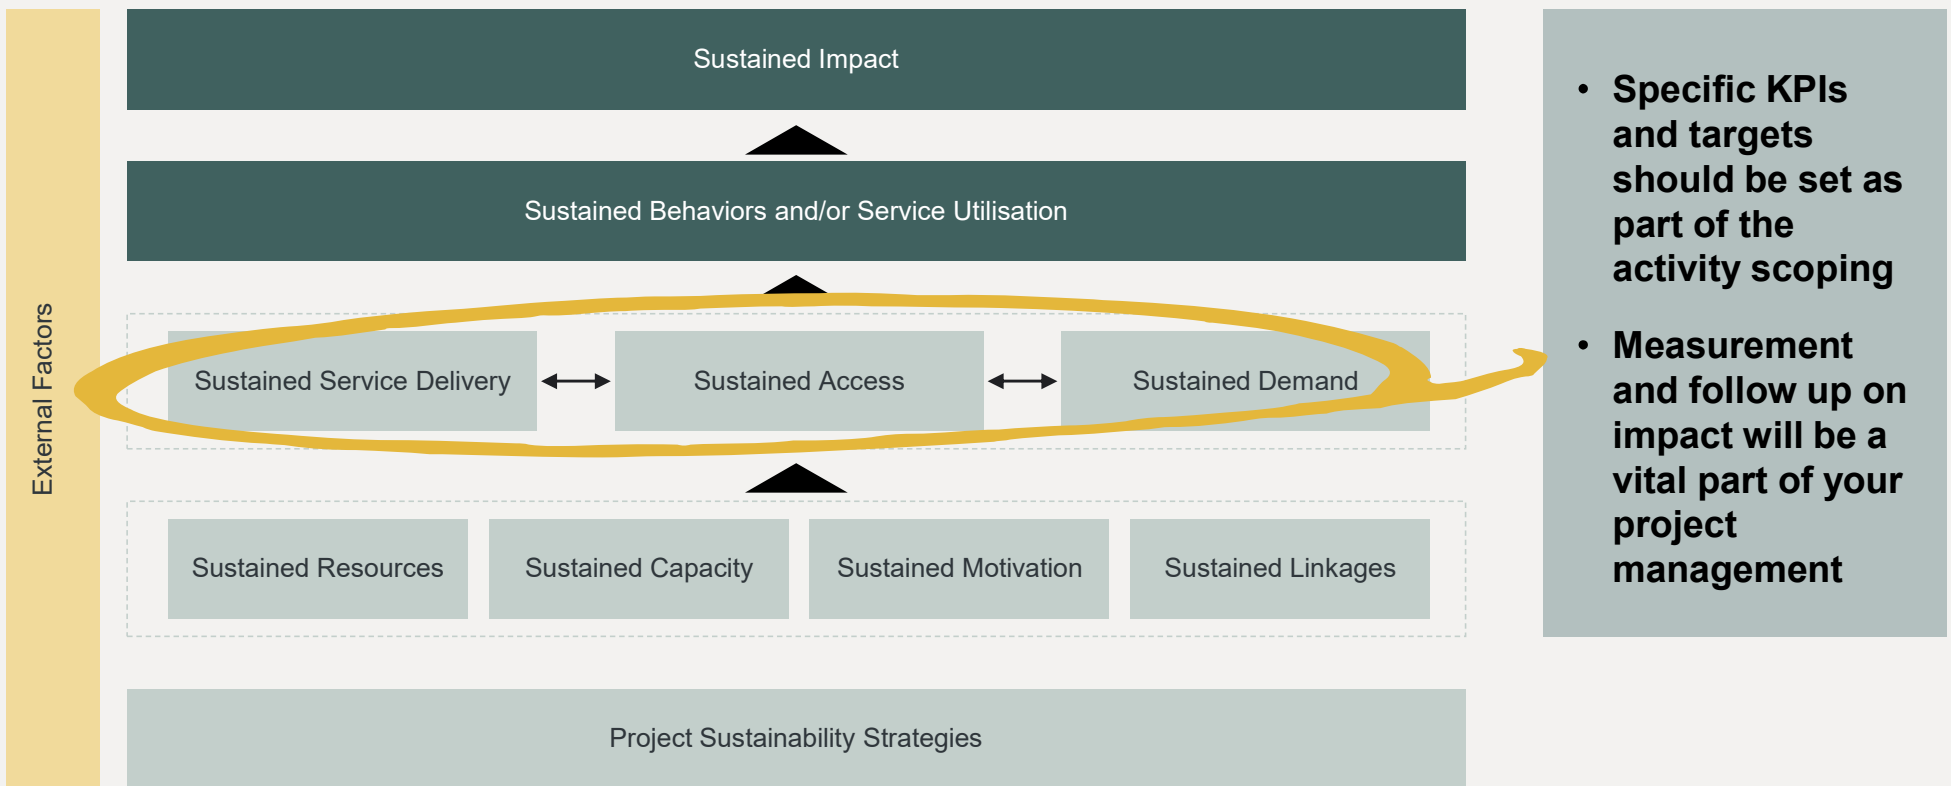 External Factors
Sustained Impact
Sustained Behaviors and/or Service Utilisation
Sustained Service Delivery
Sustained Access
Sustained Demand
Sustained Resources
Sustained Capacity
Sustained Motivation
Sustained Linkages
Project Sustainability Strategies
• Specific KPIs
and targets
should be set as
part of the
activity scoping
• Measurement
and follow up on
impact will be a
vital part of your
project
management